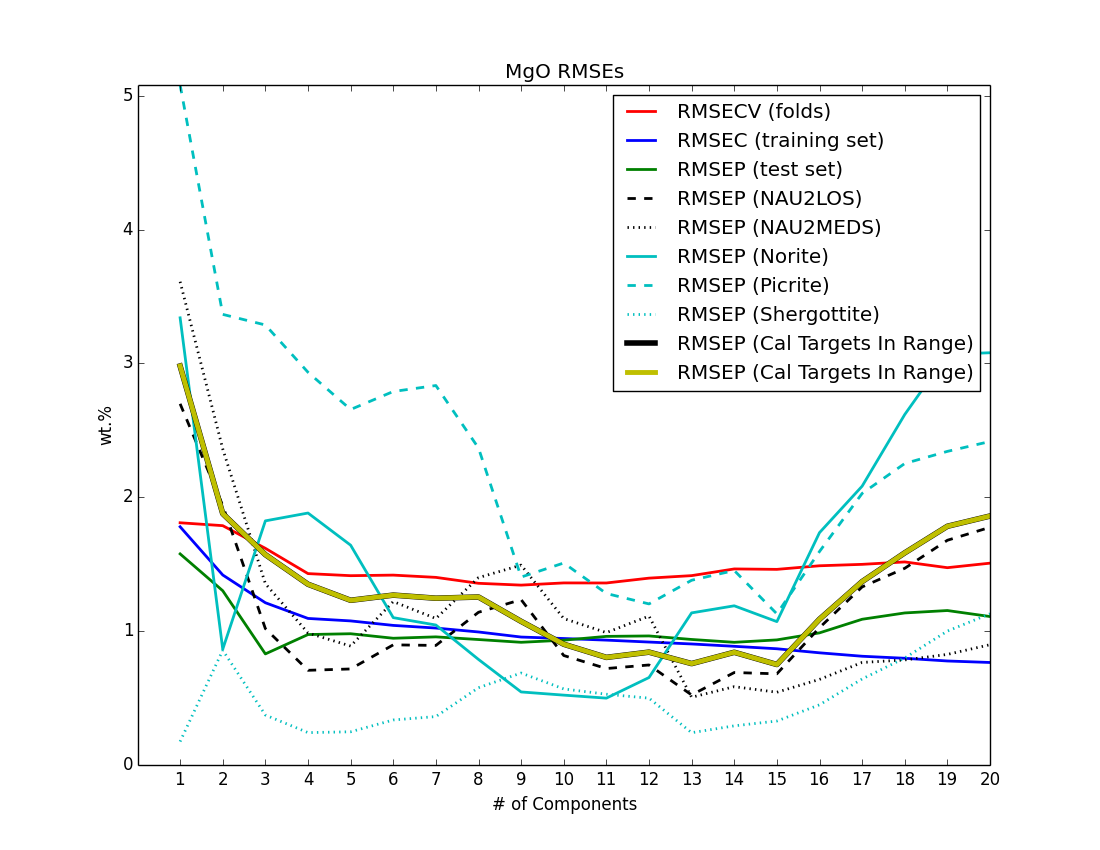 MgO RMSEs
5
4
3
2
1
0
wt.%
RMSECV (folds)
RMSEC (training set)
RMSEP (test set)
RMSEP (NAU2LOS)
RMSEP (NAU2MEDS)
RMSEP (Norite)
RMSEP (Picrite)
RMSEP (Shergottite)
RMSEP (Cal Targets In Range)
RMSEP (Cal Targets In Range)
1 2 3 4 5 6 7 8 9 10 11 12 13 14 15 16 17 18 19 20
# of Components